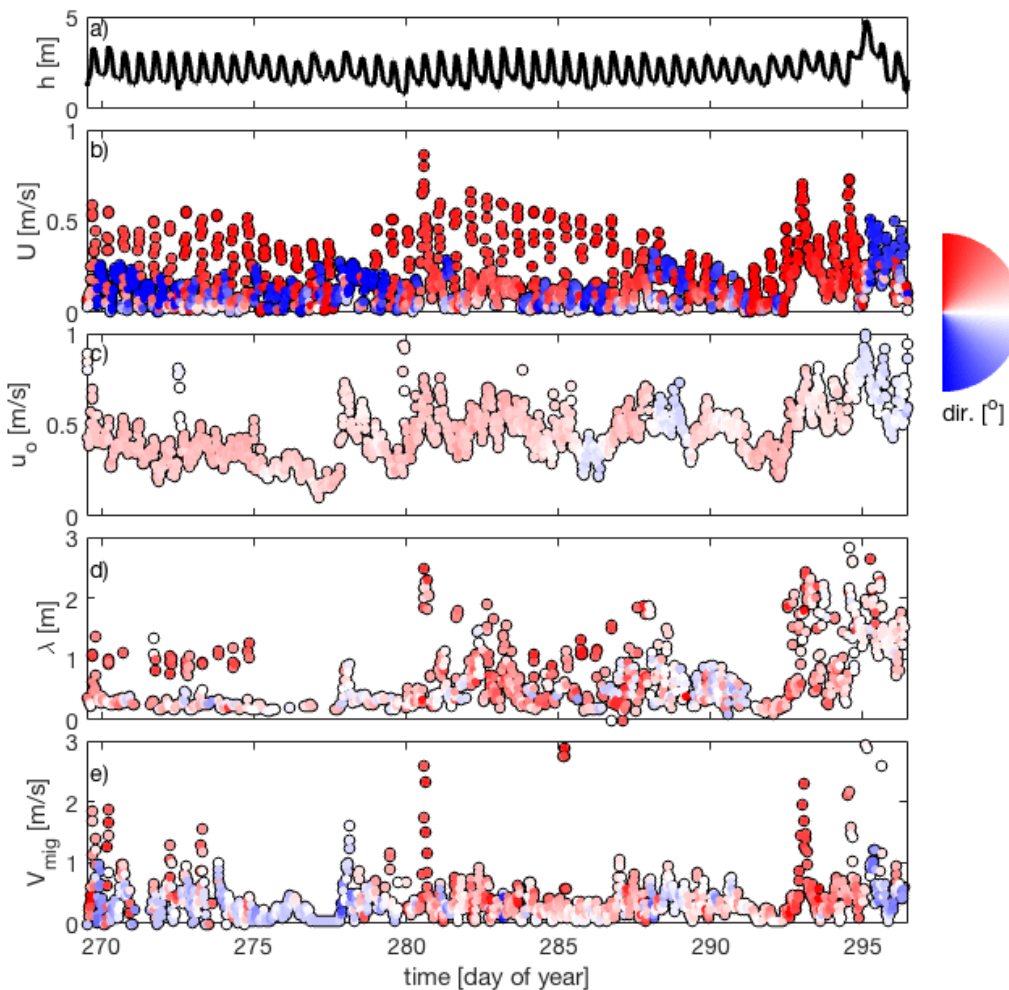 a)
5
0
h [m]
b)
1
0.5
0
U [m/s]
c)
1
0.5
0
u_o [m/s]
d)
3
2
1
0
λ [m]
e)
3
2
1
0
V_mig [m/s]
270 275 280 285 290 295
time [day of year]
dir. [°]